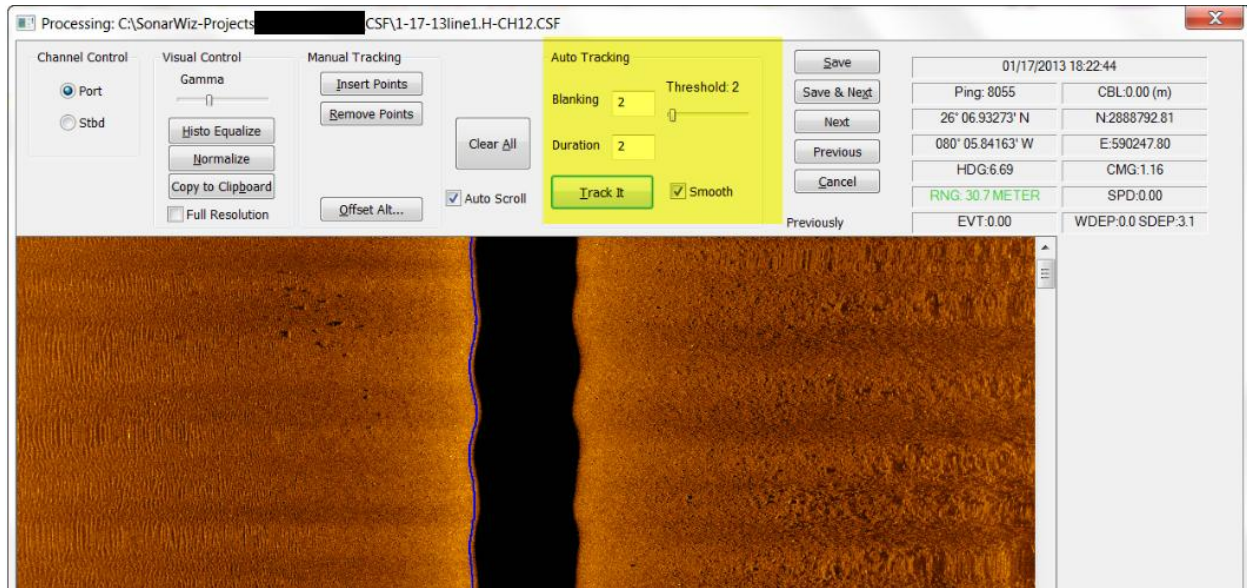 Processing: C:\SonarWiz-Projects CSF\1-17-13line1.H-CH12.CSF
Channel Control
Port
Stbd
Visual Control
Gamma
Histo Equalize
Normalize
Copy to Clipboard
Full Resolution
Manual Tracking
Insert Points
Remove Points
Offset Alt...
Clear All
Auto Scroll
Auto Tracking
Blanking 2
Threshold: 2
Duration 2
Track It
Smooth
Save
Save & Next
Next
Previous
Cancel
Previously
01/17/2013 18:22:44
Ping: 8055 CBL:0.00 (m)
26° 06.93273' N N:2888792.81
080° 05.84163' W E:590247.80
HDG:6.69 CMG:1.16
RNG: 30.7 METER SPD:0.00
EVT:0.00 WDEP:0.0 SDEP:3.1